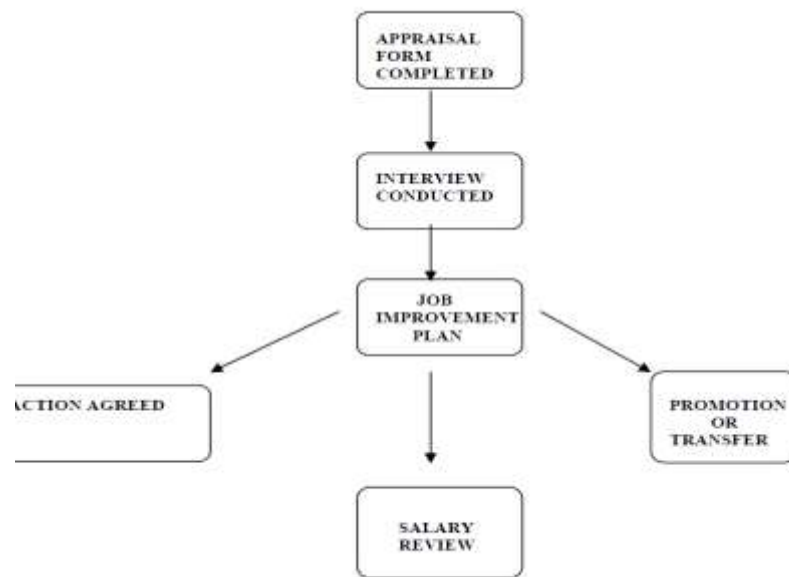 APPRAISAL
FORM
COMPLETED
INTERVIEW
CONDUCTED
JOB
IMPROVEMENT
PLAN
ACTION AGREED
PROMOTION
OR
TRANSFER
SALARY
REVIEW